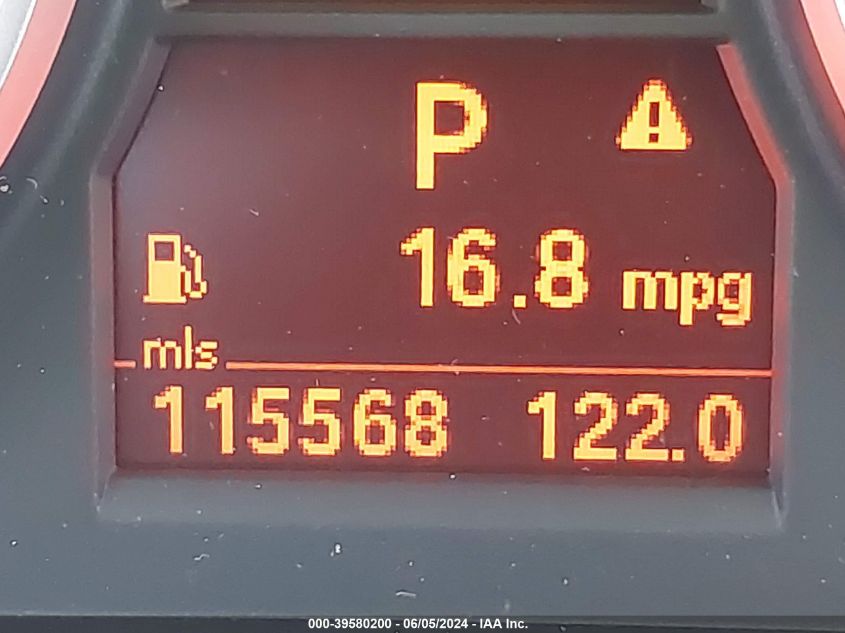 P
16.8 mpg
mls
115568 122.0
000-39580200 - 06/05/2024 - IAA Inc.